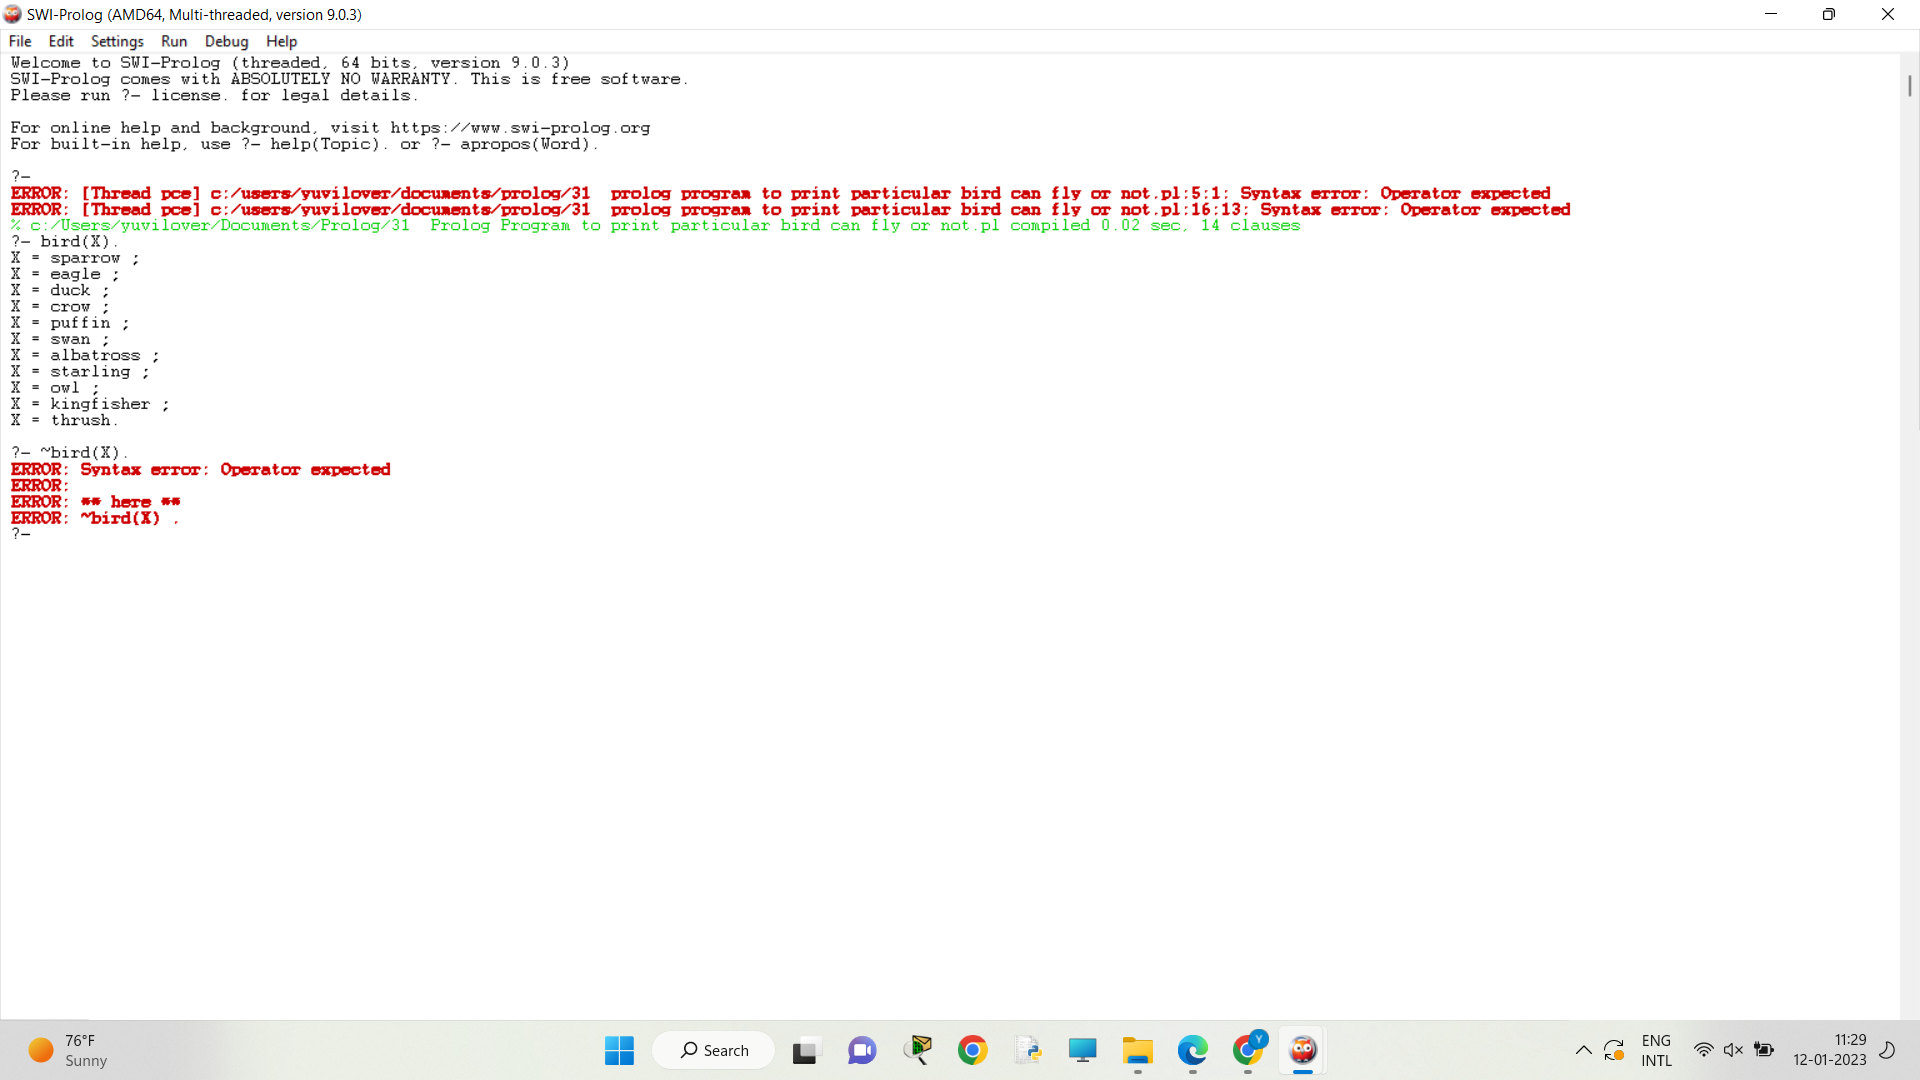 SWI-Prolog (AMD64, Multi-threaded, version 9.0.3)
File Edit Settings Run Debug Help
Welcome to SWI-Prolog (threaded, 64 bits, version 9.0.3)
SWI-Prolog comes with ABSOLUTELY NO WARRANTY. This is free software.
Please run ?- license. for legal details.
For online help and background, visit https://www.swi-prolog.org
For built-in help, use ?- help(Topic). or ?- apropos(Word).
?-
ERROR: [Thread pce] c:/users/yuvilover/documents/prolog/31  prolog program to print particular bird can fly or not.pl:5:1: Syntax error: Operator expected
ERROR: [Thread pce] c:/users/yuvilover/documents/prolog/31  prolog program to print particular bird can fly or not.pl:16:13: Syntax error: Operator expected
% c:/Users/yuvilover/Documents/Prolog/31  Prolog Program to print particular bird can fly or not.pl compiled 0.02 sec, 14 clauses
?- bird(X).
X = sparrow ;
X = eagle ;
X = duck ;
X = crow ;
X = puffin ;
X = swan ;
X = albatross ;
X = starling ;
X = owl ;
X = kingfisher ;
X = thrush.
?- ~bird(X).
ERROR: Syntax error: Operator expected
ERROR:
ERROR: ** here **
ERROR: ~bird(X) .
?-
76°F
Sunny
Search
Y
ENG
INTL
11:29
12-01-2023